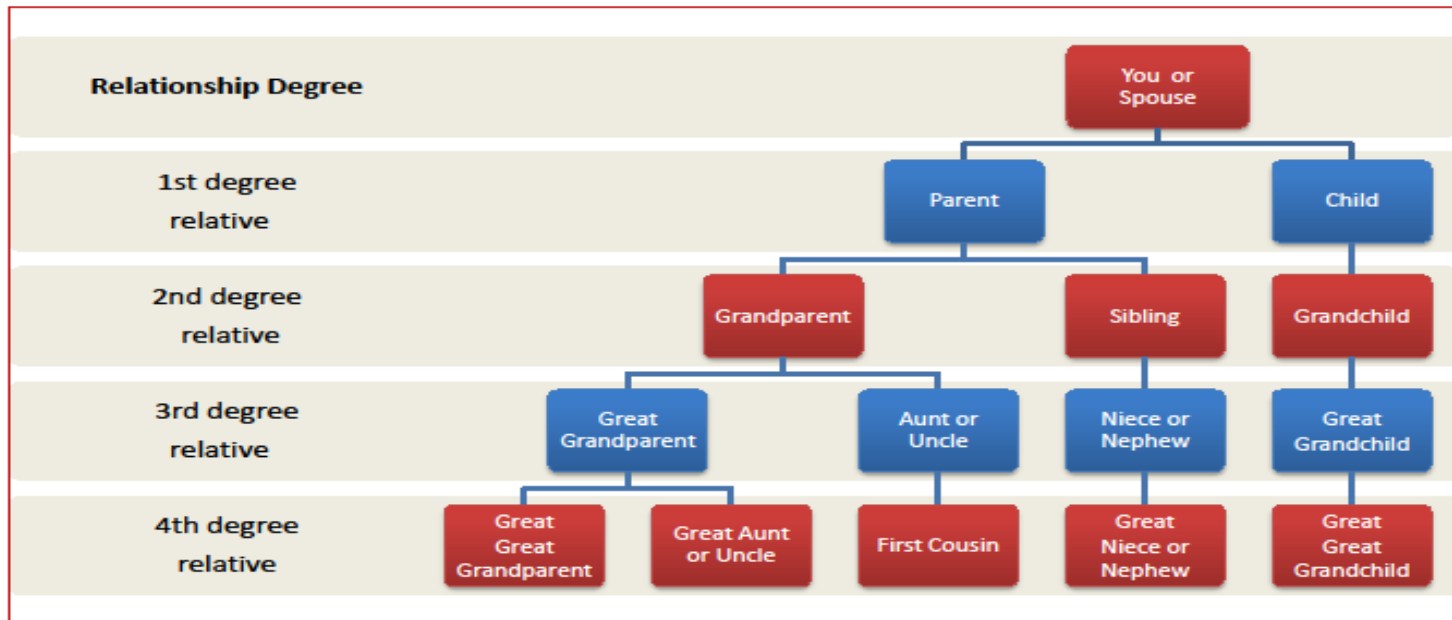 Relationship Degree
You or
Spouse
1st degree
relative
Parent
Child
2nd degree
relative
Grandparent
Sibling
Grandchild
3rd degree
relative
Great
Grandparent
Aunt or
Uncle
Niece or
Nephew
Great
Grandchild
4th degree
relative
Great
Great
Grandparent
Great Aunt
or Uncle
First Cousin
Great
Niece or
Nephew
Great
Great
Grandchild